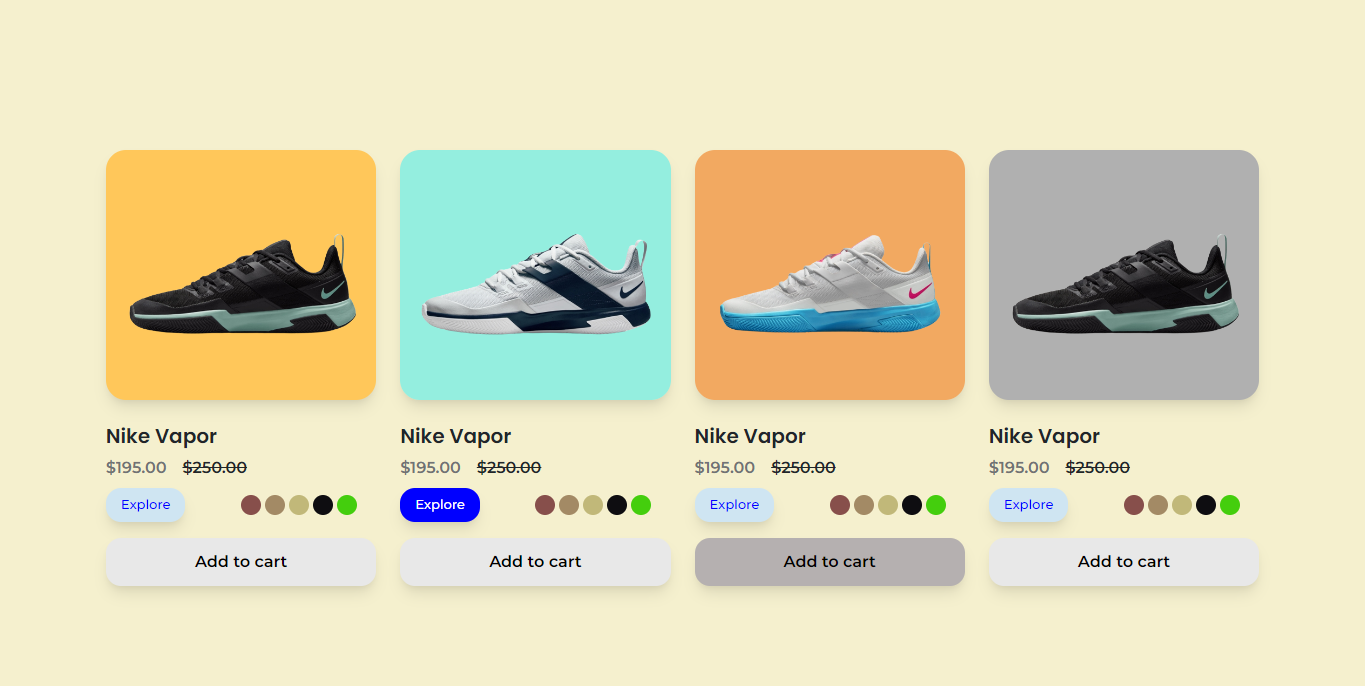 Nike Vapor
$195.00 $250.00
Explore
Add to cart
Nike Vapor
$195.00 $250.00
Explore
Add to cart
Nike Vapor
$195.00 $250.00
Explore
Add to cart
Nike Vapor
$195.00 $250.00
Explore
Add to cart